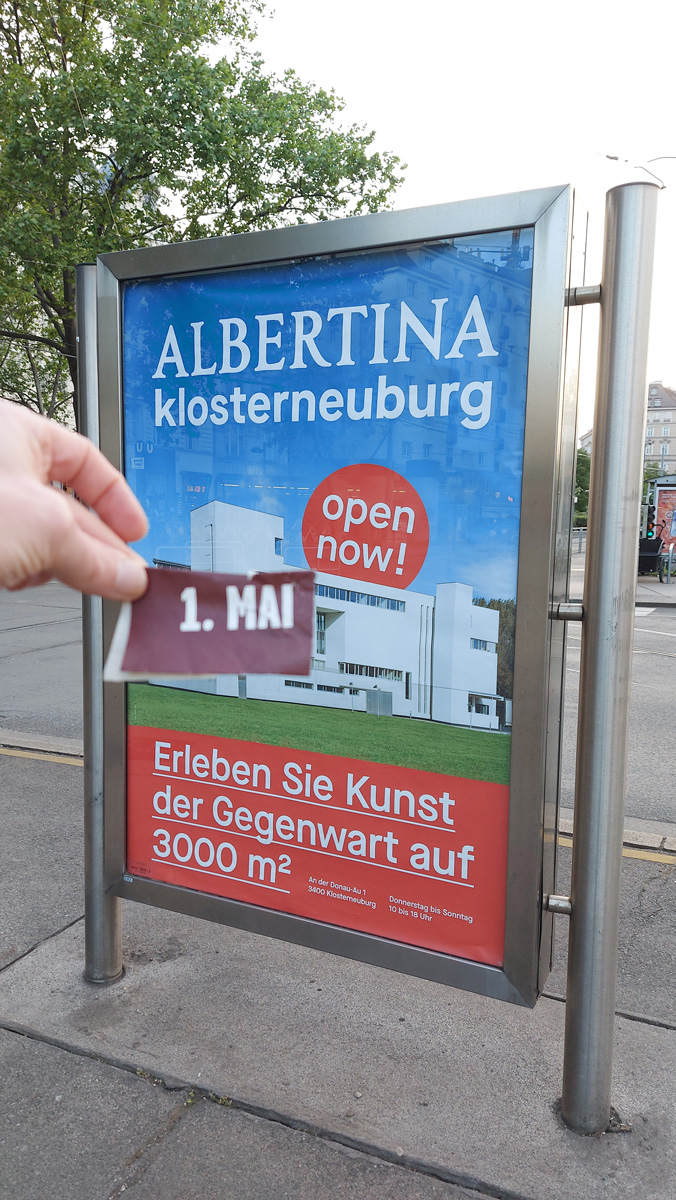 ALBERTINA
klosterneuburg
open
now!
1. MAI
Erleben Sie Kunst
der Gegenwart auf
3000 m²
An der Donau-Au 1
3400 Klosterneuburg
Donnerstag bis Sonntag
10 bis 18 Uhr